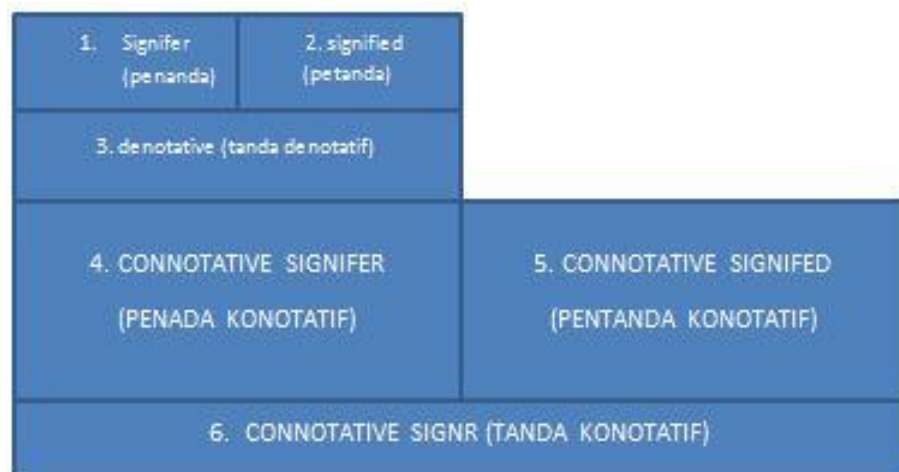 1. Signifer
(penanda)
2. signified
(petanda)
3. denotative (tanda denotatif)
4. CONNOTATIVE SIGNIFER
(PENADA KONOTATIF)
5. CONNOTATIVE SIGNIFED
(PENTANDA KONOTATIF)
6. CONNOTATIVE SIGNR (TANDA KONOTATIF)